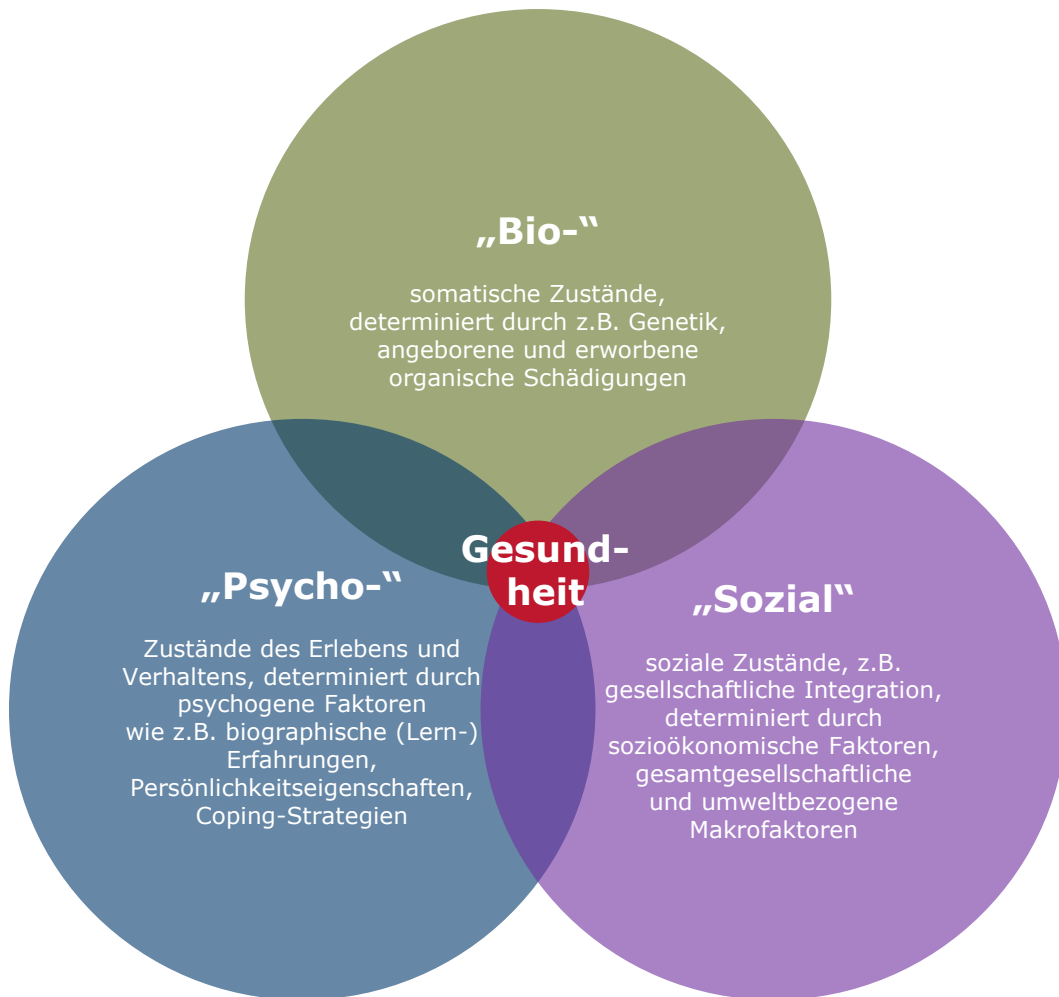 „Bio-“
somatische Zustände,
determiniert durch z.B. Genetik,
angeborene und erworbene
organische Schädigungen
Gesund-
heit
„Psycho-“
Zustände des Erlebens und
Verhaltens, determiniert durch
psychogene Faktoren
wie z.B. biographische (Lern-)
Erfahrungen,
Persönlichkeitseigenschaften,
Coping-Strategien
„Sozial“
soziale Zustände, z.B.
gesellschaftliche Integration,
determiniert durch
sozioökonomische Faktoren,
gesamtgesellschaftliche
und umweltbezogene
Makrofaktoren